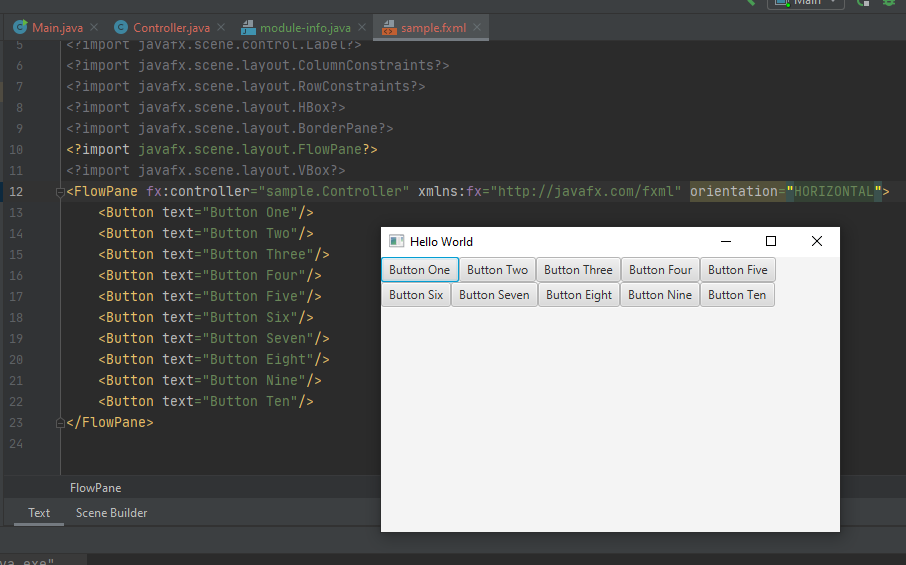 Main
Main.java
Controller.java
module-info.java
sample.fxml
5 <?import javafx.scene.control.Label?>
6 <?import javafx.scene.layout.ColumnConstraints?>
7 <?import javafx.scene.layout.RowConstraints?>
8 <?import javafx.scene.layout.HBox?>
9 <?import javafx.scene.layout.BorderPane?>
10 <?import javafx.scene.layout.FlowPane?>
11 <?import javafx.scene.layout.VBox?>
12 <FlowPane fx:controller="sample.Controller" xmlns:fx="http://javafx.com/fxml" orientation="HORIZONTAL">
13 <Button text="Button One"/>
14 <Button text="Button Two"/>
15 <Button text="Button Three"/>
16 <Button text="Button Four"/>
17 <Button text="Button Five"/>
18 <Button text="Button Six"/>
19 <Button text="Button Seven"/>
20 <Button text="Button Eight"/>
21 <Button text="Button Nine"/>
22 <Button text="Button Ten"/>
23 </FlowPane>
24
Hello World
Button One Button Two Button Three Button Four Button Five
Button Six Button Seven Button Eight Button Nine Button Ten
FlowPane
Text Scene Builder
va.exe"